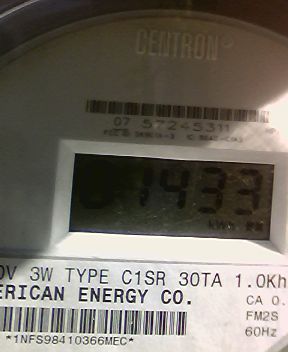 CENTRON®
07 57245311
1433
kWh
0V 3W TYPE C1SR 30TA 1.0Kh
ERICAN ENERGY CO.
CA 0.
FM2S
60Hz
*1NFS98410366MEC*